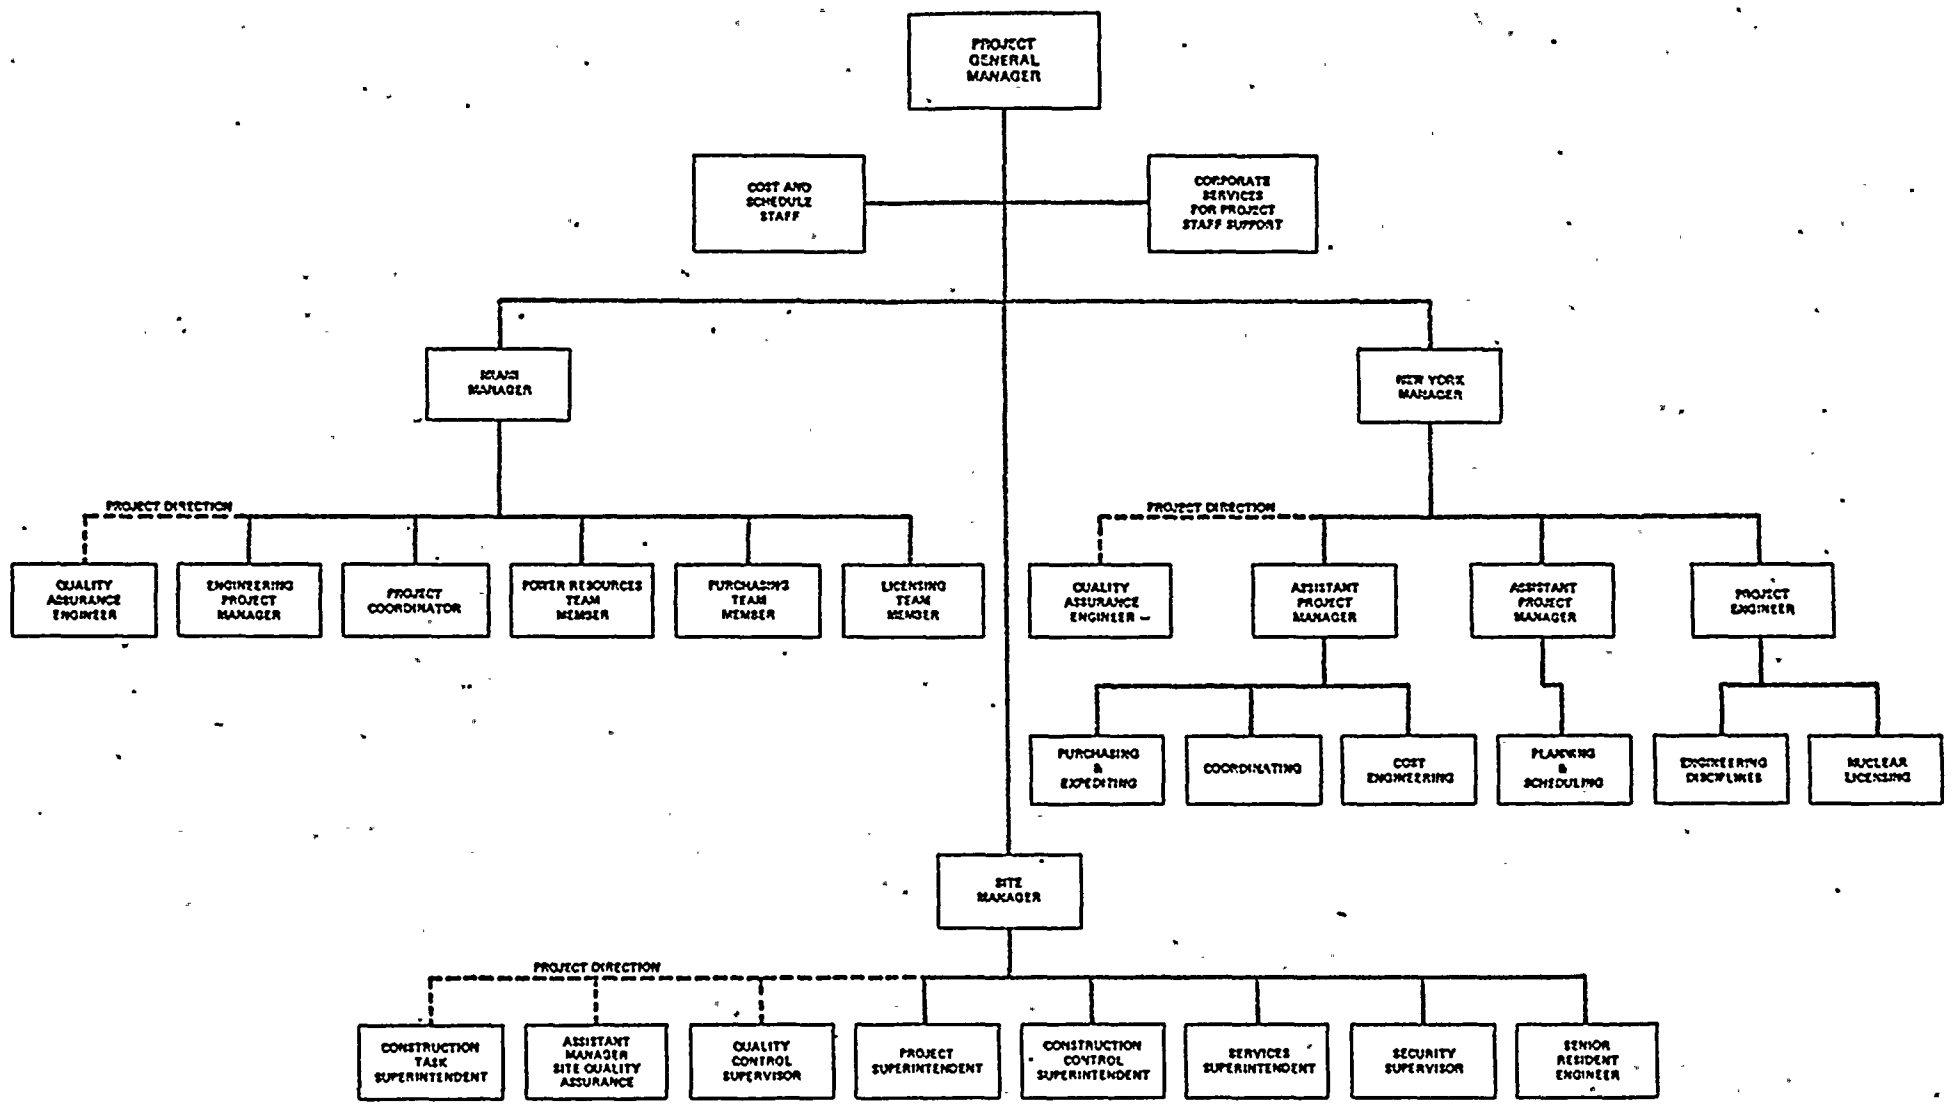 PROJECT
GENERAL
MANAGER
COST AND
SCHEDULE
STAFF
CORPORATE
SERVICES
FOR PROJECT
STAFF SUPPORT
MIAMI
MANAGER
NEW YORK
MANAGER
PROJECT DIRECTION
QUALITY
ASSURANCE
ENGINEER
ENGINEERING
PROJECT
MANAGER
PROJECT
COORDINATOR
POWER RESOURCES
TEAM
MEMBER
PURCHASING
TEAM
MEMBER
LICENSING
TEAM
MEMBER
PROJECT DIRECTION
QUALITY
ASSURANCE
ENGINEER
ASSISTANT
PROJECT
MANAGER
ASSISTANT
PROJECT
MANAGER
PROJECT
ENGINEER
PURCHASING
&
EXPEDITING
COORDINATING
COST
ENGINEERING
PLANNING
&
SCHEDULING
ENGINEERING
DISCIPLINES
NUCLEAR
LICENSING
SITE
MANAGER
PROJECT DIRECTION
CONSTRUCTION
TASK
SUPERINTENDENT
ASSISTANT
MANAGER
SITE QUALITY
ASSURANCE
QUALITY
CONTROL
SUPERVISOR
PROJECT
SUPERINTENDENT
CONSTRUCTION
CONTROL
SUPERINTENDENT
SERVICES
SUPERINTENDENT
SECURITY
SUPERVISOR
SENIOR
RESIDENT
ENGINEER